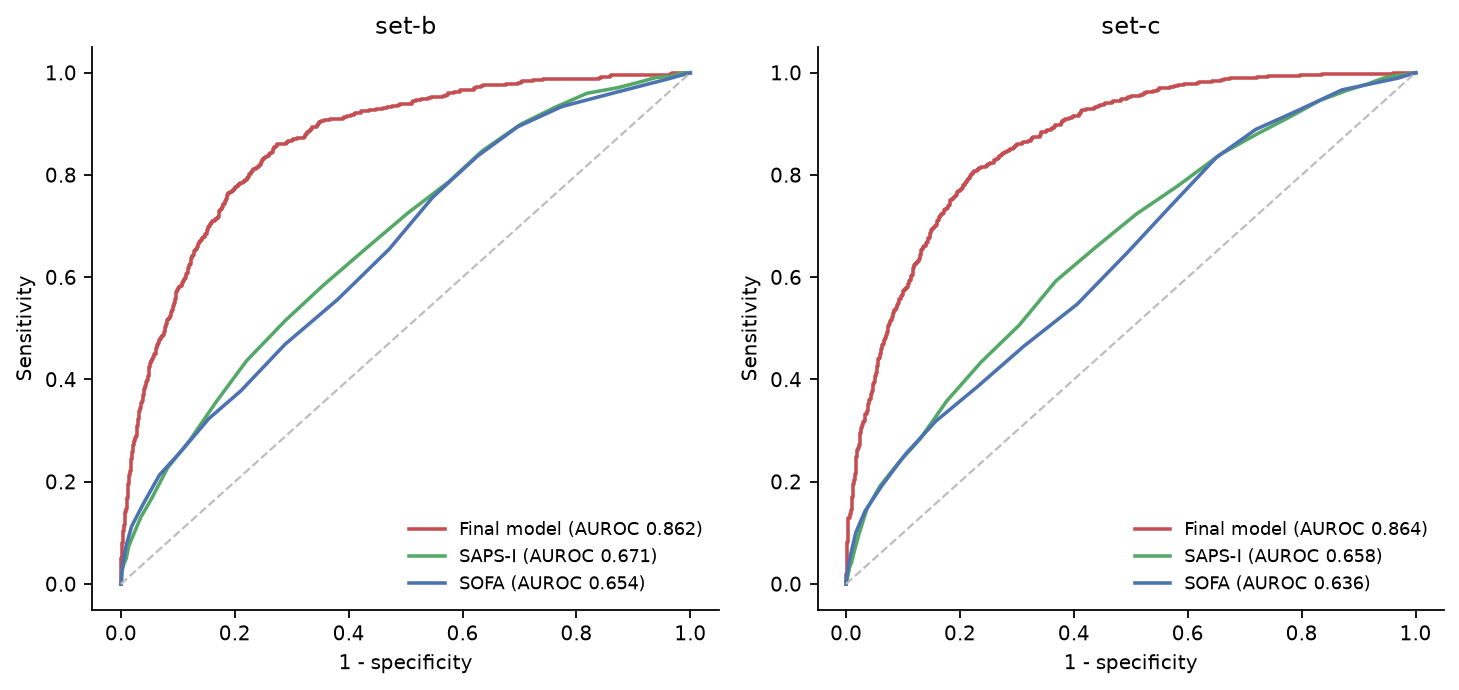 set-b
1.0
0.8
0.6
0.4
0.2
0.0
Sensitivity
Final model (AUROC 0.862)
SAPS-I (AUROC 0.671)
SOFA (AUROC 0.654)
0.0 0.2 0.4 0.6 0.8 1.0
1 - specificity
set-c
1.0
0.8
0.6
0.4
0.2
0.0
Sensitivity
Final model (AUROC 0.864)
SAPS-I (AUROC 0.658)
SOFA (AUROC 0.636)
0.0 0.2 0.4 0.6 0.8 1.0
1 - specificity